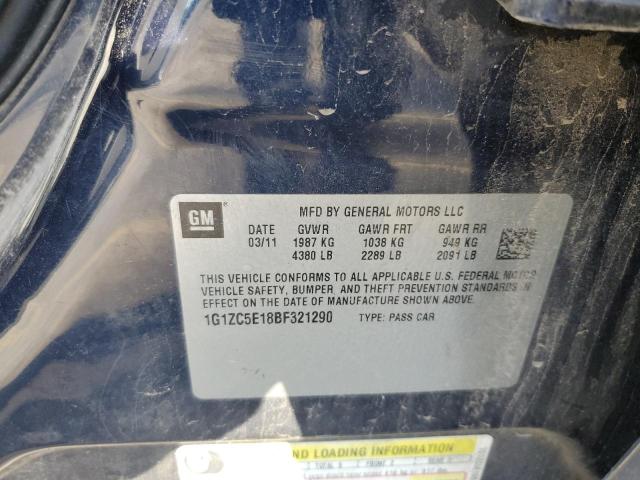 GM
MFD BY GENERAL MOTORS LLC
DATE GVWR GAWR FRT GAWR RR
03/11 1987 KG 1038 KG 949 KG
4380 LB 2289 LB 2091 LB
THIS VEHICLE CONFORMS TO ALL APPLICABLE U.S. FEDERAL MOTOR
VEHICLE SAFETY, BUMPER, AND THEFT PREVENTION STANDARDS IN
EFFECT ON THE DATE OF MANUFACTURE SHOWN ABOVE.
1G1ZC5E18BF321290 TYPE: PASS CAR
ND LOADING INFORMATION